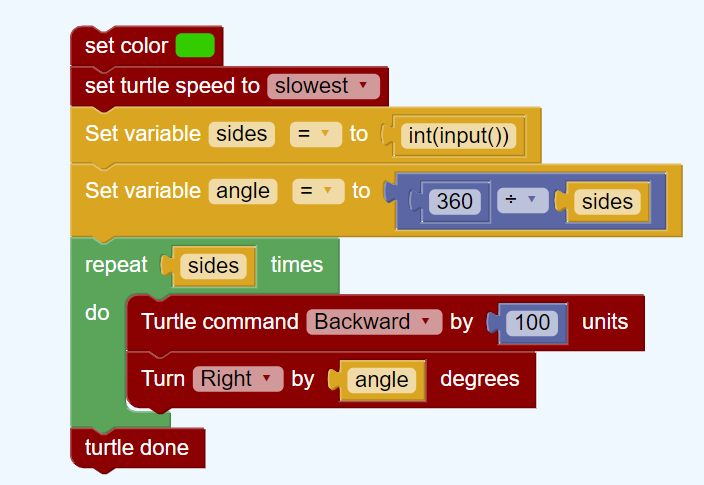 set color
set turtle speed to slowest
Set variable sides = to int(input())
Set variable angle = to 360 ÷ sides
repeat sides times
do
Turtle command Backward by 100 units
Turn Right by angle degrees
turtle done